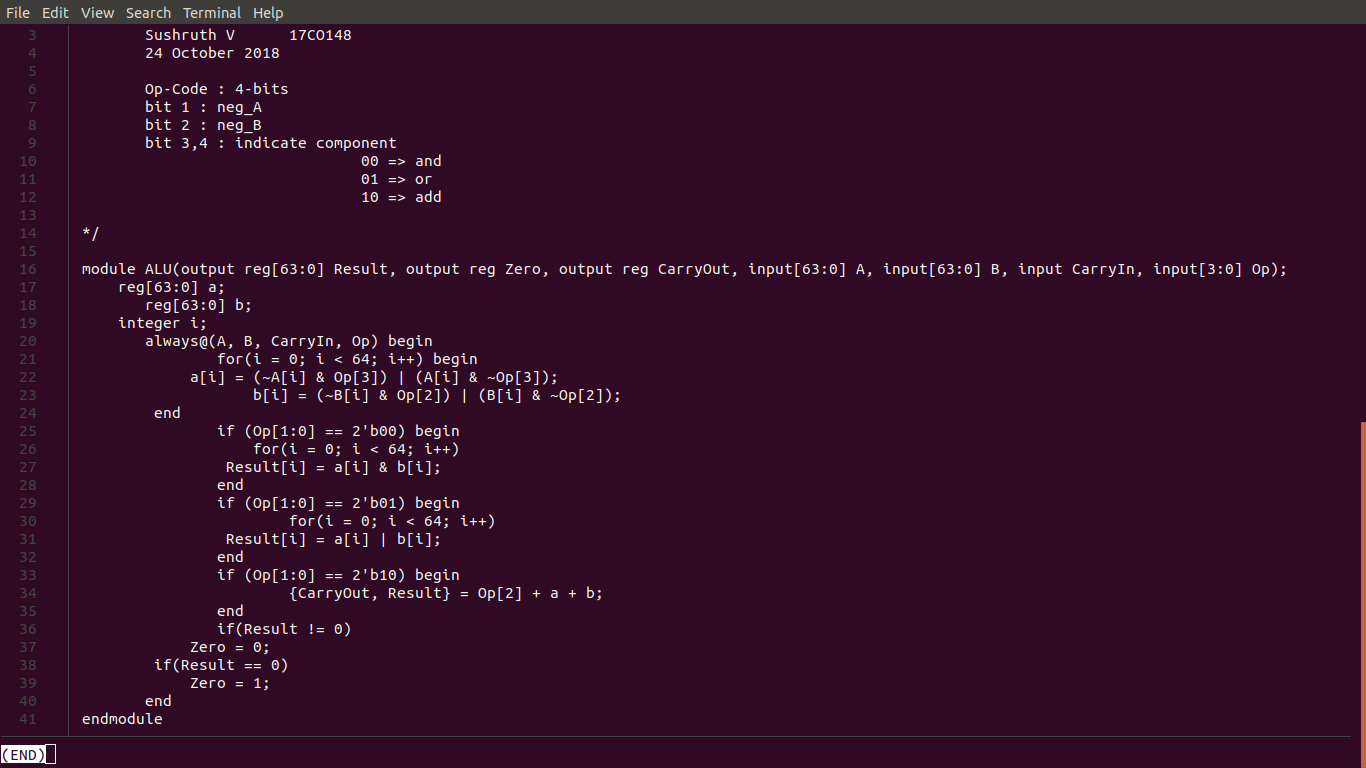 File Edit View Search Terminal Help
3 Sushruth V 17CO148
4 24 October 2018
5
6 Op-Code : 4-bits
7 bit 1 : neg_A
8 bit 2 : neg_B
9 bit 3,4 : indicate component
10 00 => and
11 01 => or
12 10 => add
13
14 */
15
16 module ALU(output reg[63:0] Result, output reg Zero, output reg CarryOut, input[63:0] A, input[63:0] B, input CarryIn, input[3:0] Op);
17 reg[63:0] a;
18 reg[63:0] b;
19 integer i;
20 always@(A, B, CarryIn, Op) begin
21 for(i = 0; i < 64; i++) begin
22 a[i] = (~A[i] & Op[3]) | (A[i] & ~Op[3]);
23 b[i] = (~B[i] & Op[2]) | (B[i] & ~Op[2]);
24 end
25 if (Op[1:0] == 2'b00) begin
26 for(i = 0; i < 64; i++)
27 Result[i] = a[i] & b[i];
28 end
29 if (Op[1:0] == 2'b01) begin
30 for(i = 0; i < 64; i++)
31 Result[i] = a[i] | b[i];
32 end
33 if (Op[1:0] == 2'b10) begin
34 {CarryOut, Result} = Op[2] + a + b;
35 end
36 if(Result != 0)
37 Zero = 0;
38 if(Result == 0)
39 Zero = 1;
40 end
41 endmodule
(END)